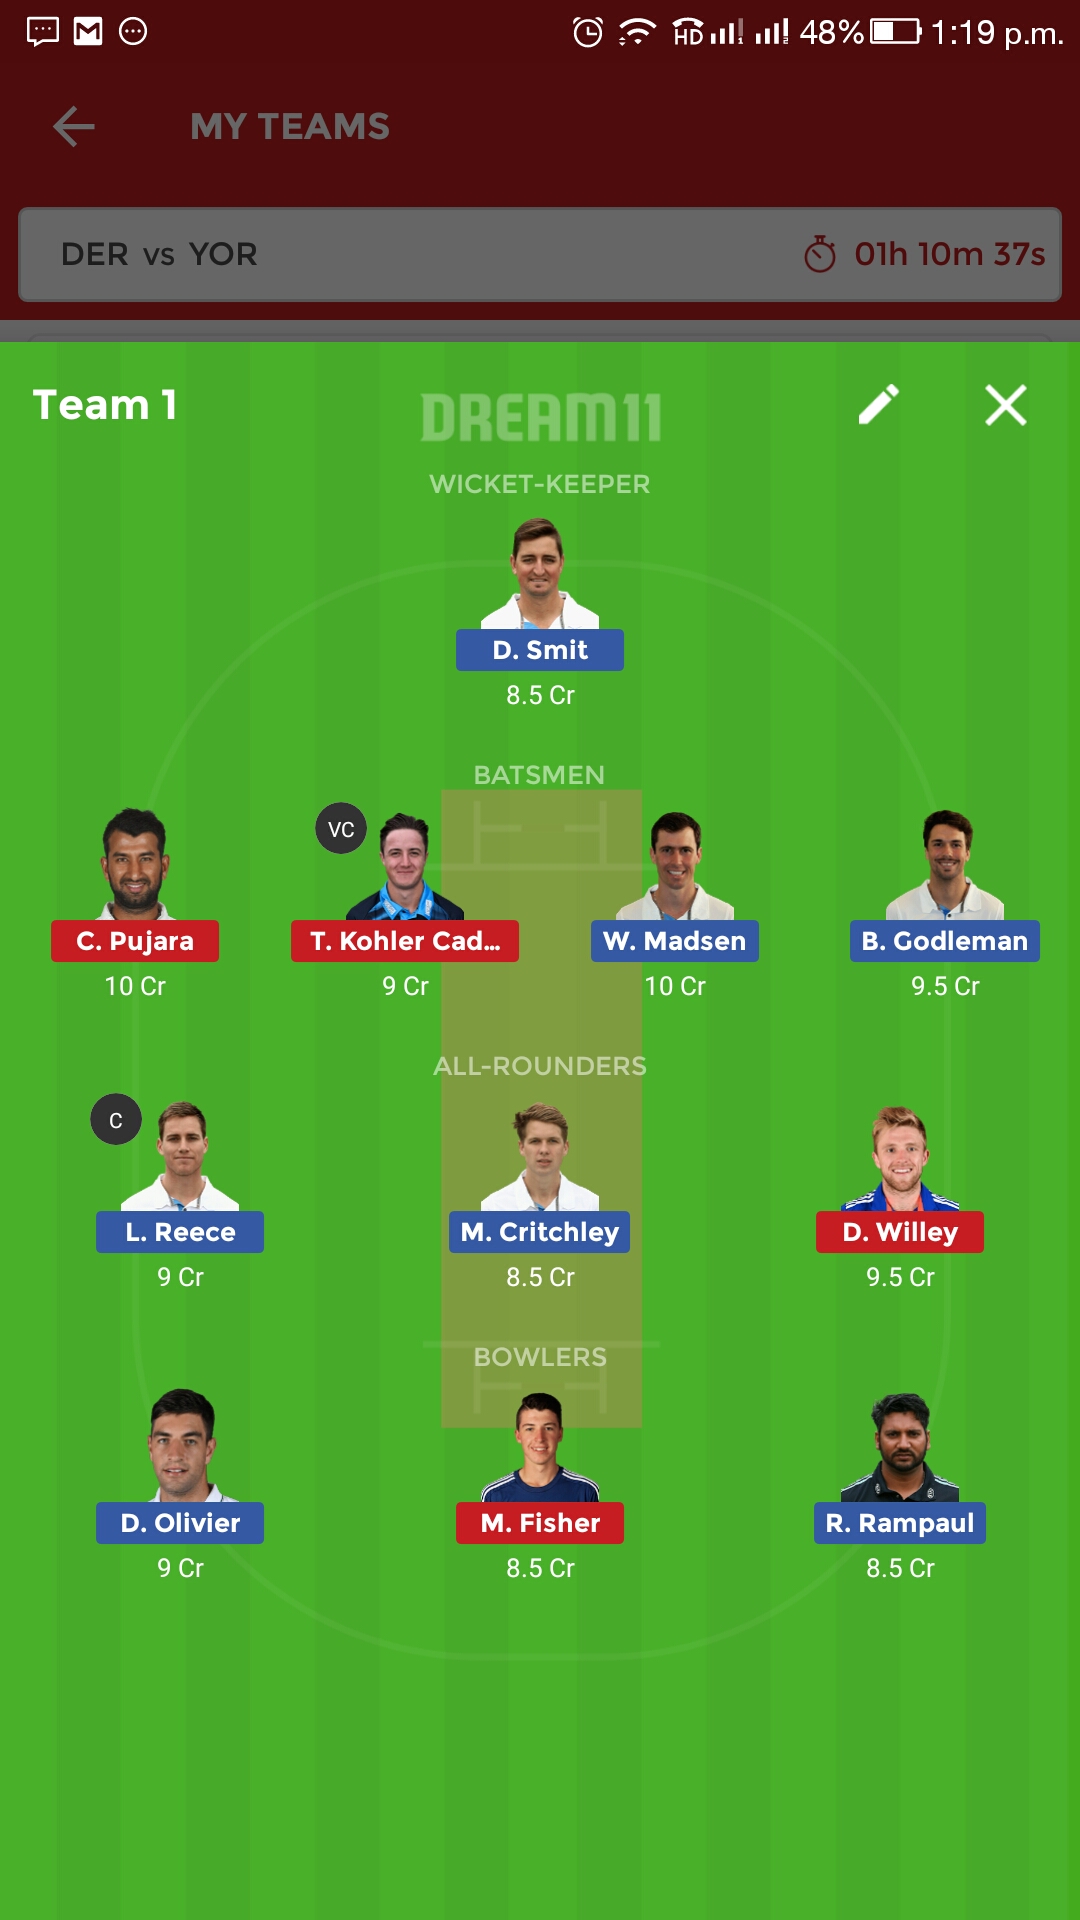 48% 1:19 p.m.
MY TEAMS
DER vs YOR 01h 10m 37s
Team 1 DREAM11
WICKET-KEEPER
D. Smit
8.5 Cr
BATSMEN
VC
C. Pujara T. Kohler Cad... W. Madsen B. Godleman
10 Cr 9 Cr 10 Cr 9.5 Cr
ALL-ROUNDERS
C
L. Reece M. Critchley D. Willey
9 Cr 8.5 Cr 9.5 Cr
BOWLERS
D. Olivier M. Fisher R. Rampaul
9 Cr 8.5 Cr 8.5 Cr